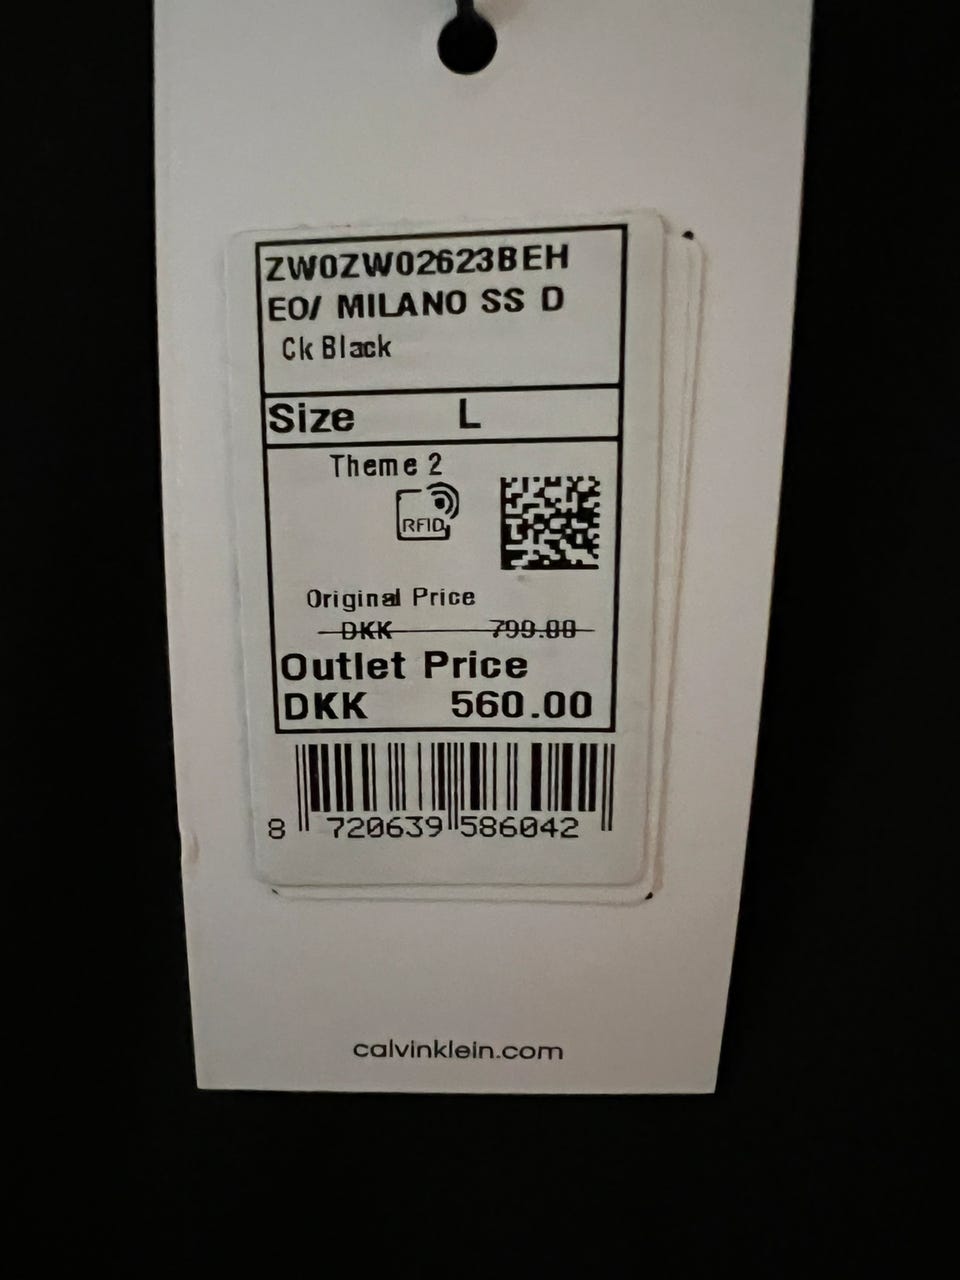 ZW0ZW02623BEH
EO/ MILANO SS D
Ck Black
Size L
Theme 2
RFID
Original Price
DKK 799.00
Outlet Price
DKK 560.00
8 720639 586042
calvinklein.com